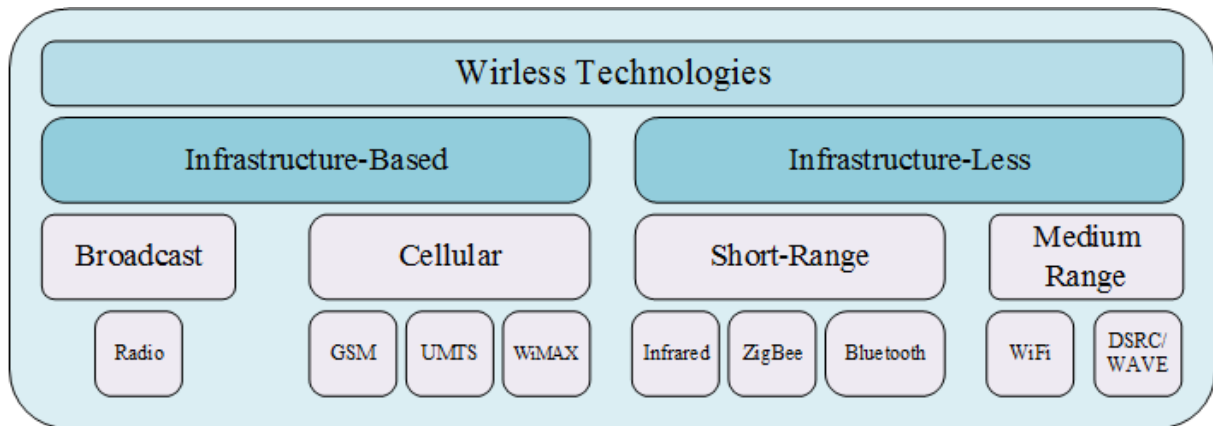 Wirless Technologies
Infrastructure-Based
Infrastructure-Less
Broadcast
Cellular
Short-Range
Medium
Range
Radio
GSM
UMTS
WiMAX
Infrared
ZigBee
Bluetooth
WiFi
DSRC/
WAVE